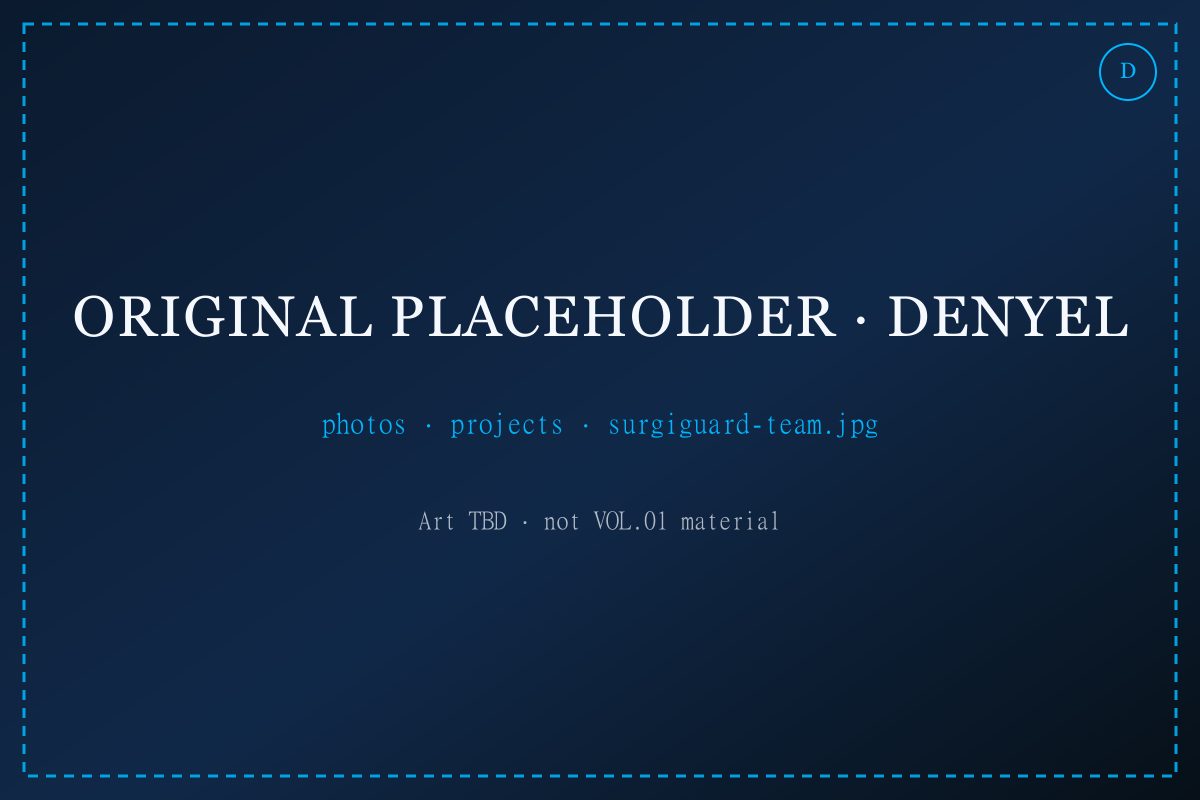 D
ORIGINAL PLACEHOLDER · DENYEL
photos · projects · surgiguard-team.jpg
Art TBD · not VOL.01 material